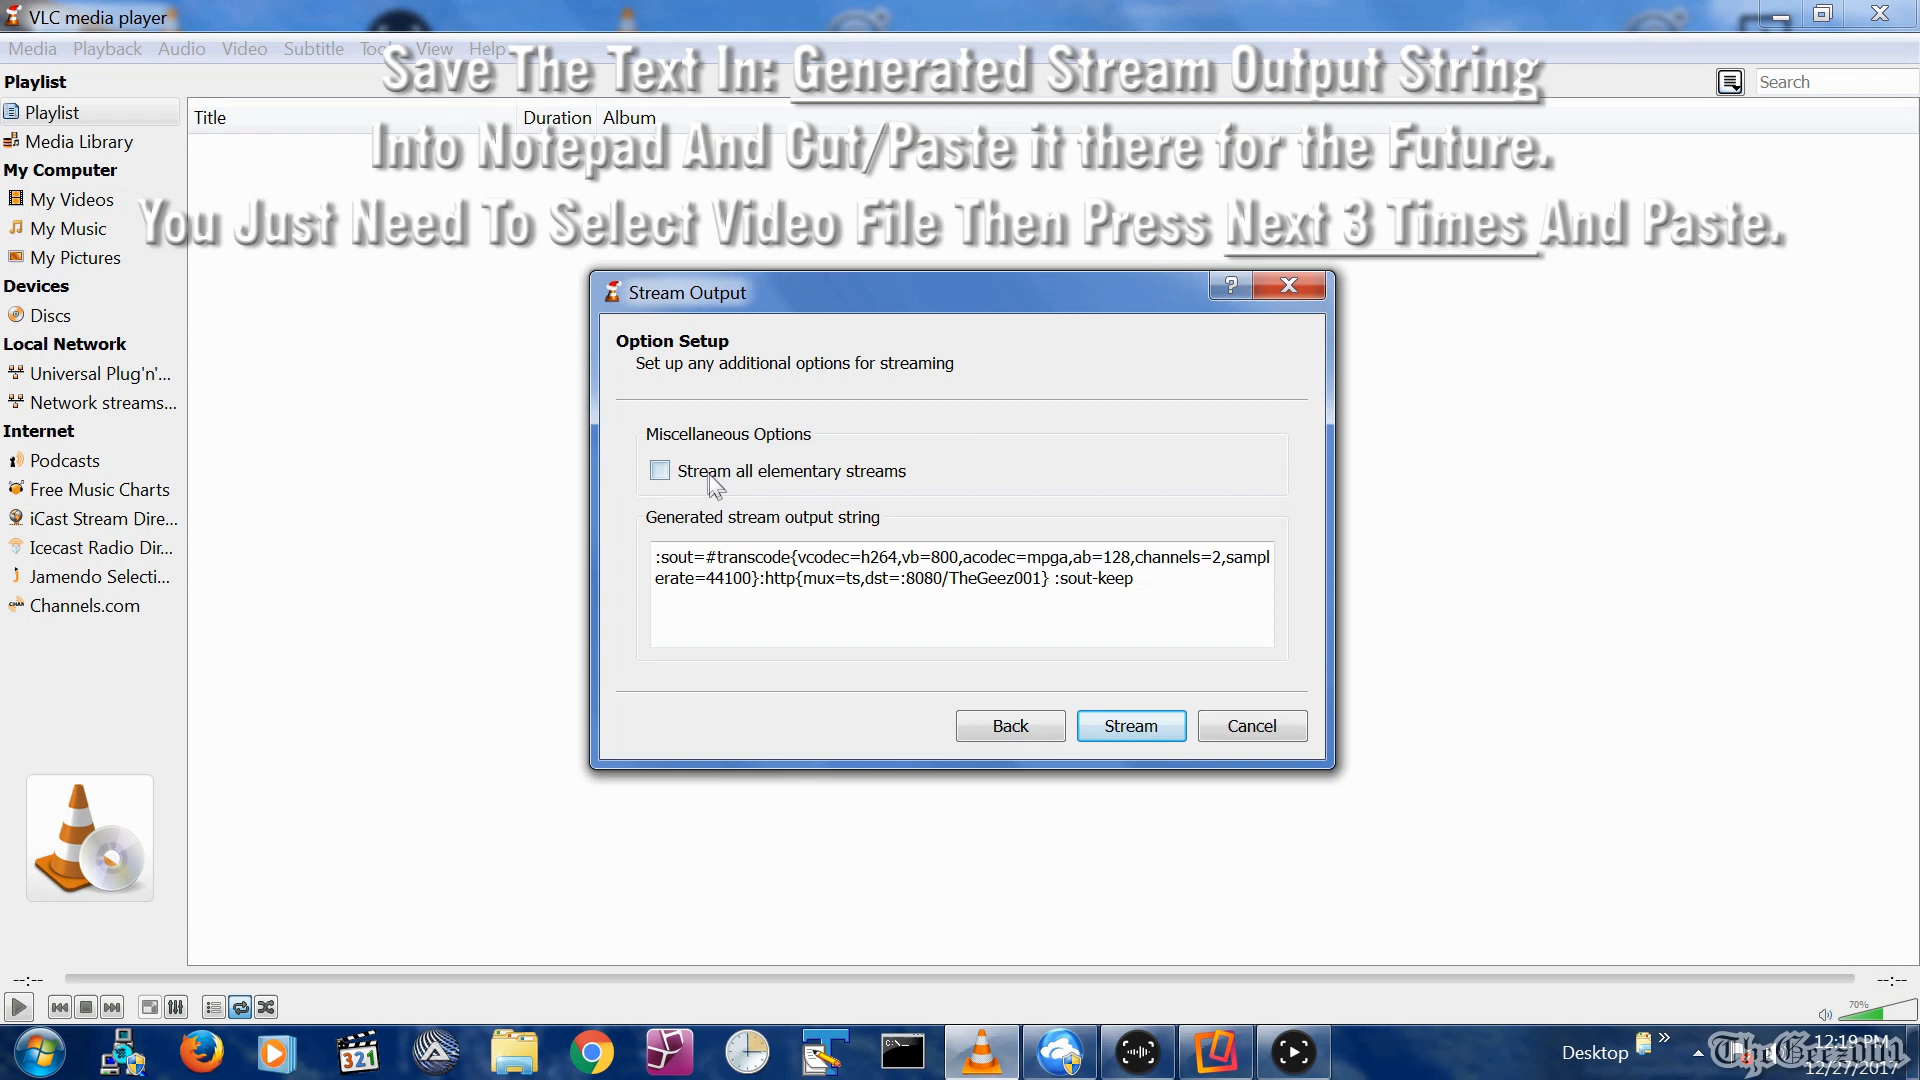 VLC media player
Media Playback Audio Video Subtitle Tools View Help
Save The Text In: Generated Stream Output String
Into Notepad And Cut/Paste it there for the Future.
You Just Need To Select Video File Then Press Next 3 Times And Paste.
Playlist
Search
Title Duration Album
Playlist
Media Library
My Computer
My Videos
My Music
My Pictures
Devices
Discs
Local Network
Universal Plug'n'...
Network streams...
Internet
Podcasts
Free Music Charts
iCast Stream Dire...
Icecast Radio Dir...
Jamendo Selecti...
Channels.com
Stream Output
Option Setup
Set up any additional options for streaming
Miscellaneous Options
Stream all elementary streams
Generated stream output string
:sout=#transcode{vcodec=h264,vb=800,acodec=mpga,ab=128,channels=2,sampl
erate=44100}:http{mux=ts,dst=:8080/TheGeez001} :sout-keep
Back Stream Cancel
--:-- --:--
70%
321
C:\_
Desktop »
12:19 PM
12/27/2017
TheGeez001